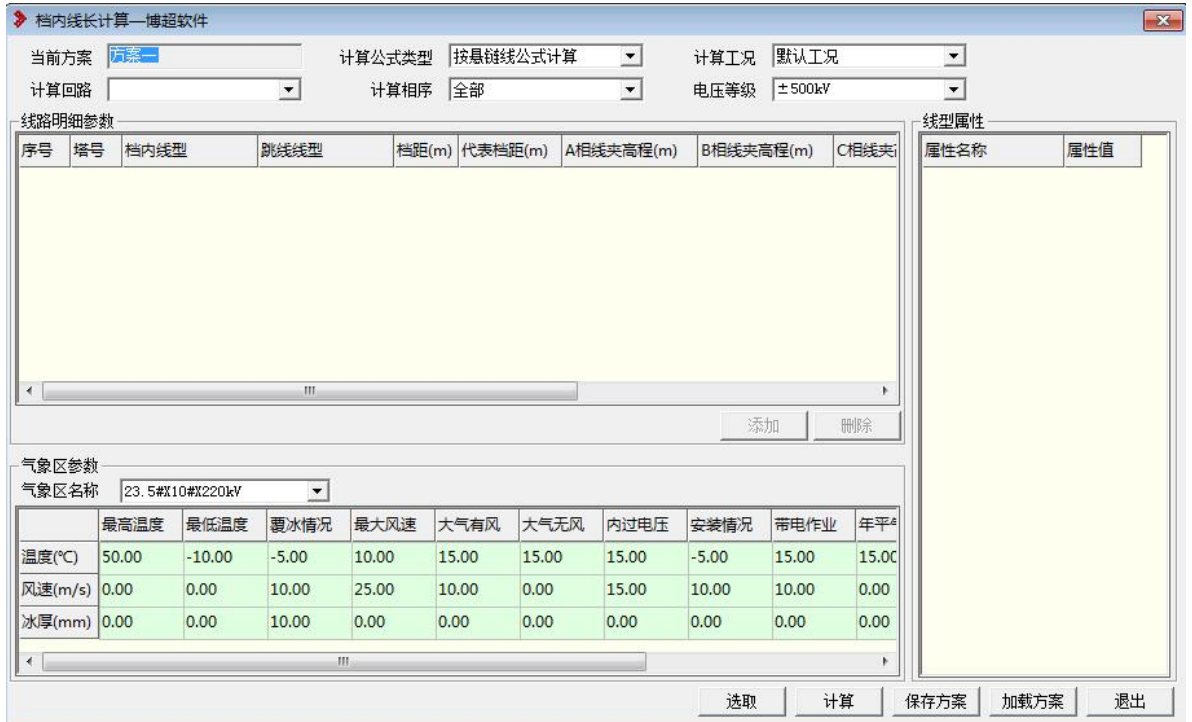 档内线长计算—博超软件
当前方案 方案一 计算公式类型 按悬链线公式计算 计算工况 默认工况
计算回路 计算相序 全部 电压等级 ±500kV
线路明细参数 线型属性
序号 塔号 档内线型 跳线线型 档距(m) 代表档距(m) A相线夹高程(m) B相线夹高程(m) C相线夹 属性名称 属性值
添加 删除
气象区参数
气象区名称 23.5#X10#X220kV
最高温度 最低温度 覆冰情况 最大风速 大气有风 大气无风 内过电压 安装情况 带电作业 年平
温度(℃) 50.00 -10.00 -5.00 10.00 15.00 15.00 15.00 -5.00 15.00 15.00
风速(m/s) 0.00 0.00 10.00 25.00 10.00 0.00 15.00 10.00 10.00 0.00
冰厚(mm) 0.00 0.00 10.00 0.00 0.00 0.00 0.00 0.00 0.00 0.00
选取 计算 保存方案 加载方案 退出